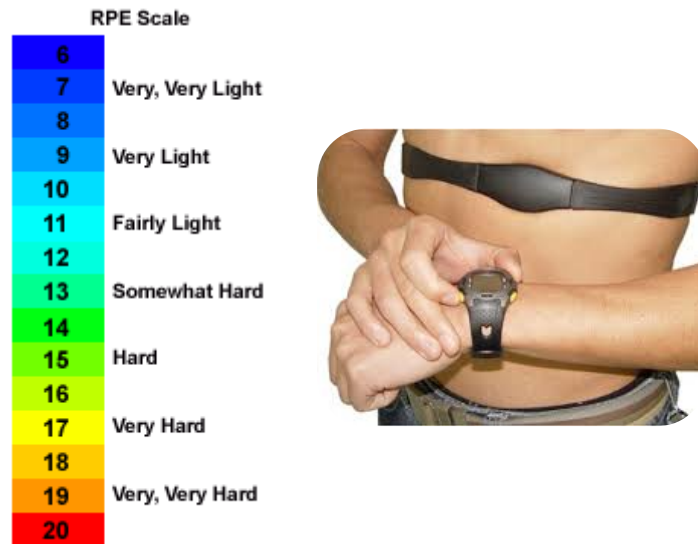 RPE Scale
6
7 Very, Very Light
8
9 Very Light
10
11 Fairly Light
12
13 Somewhat Hard
14
15 Hard
16
17 Very Hard
18
19 Very, Very Hard
20